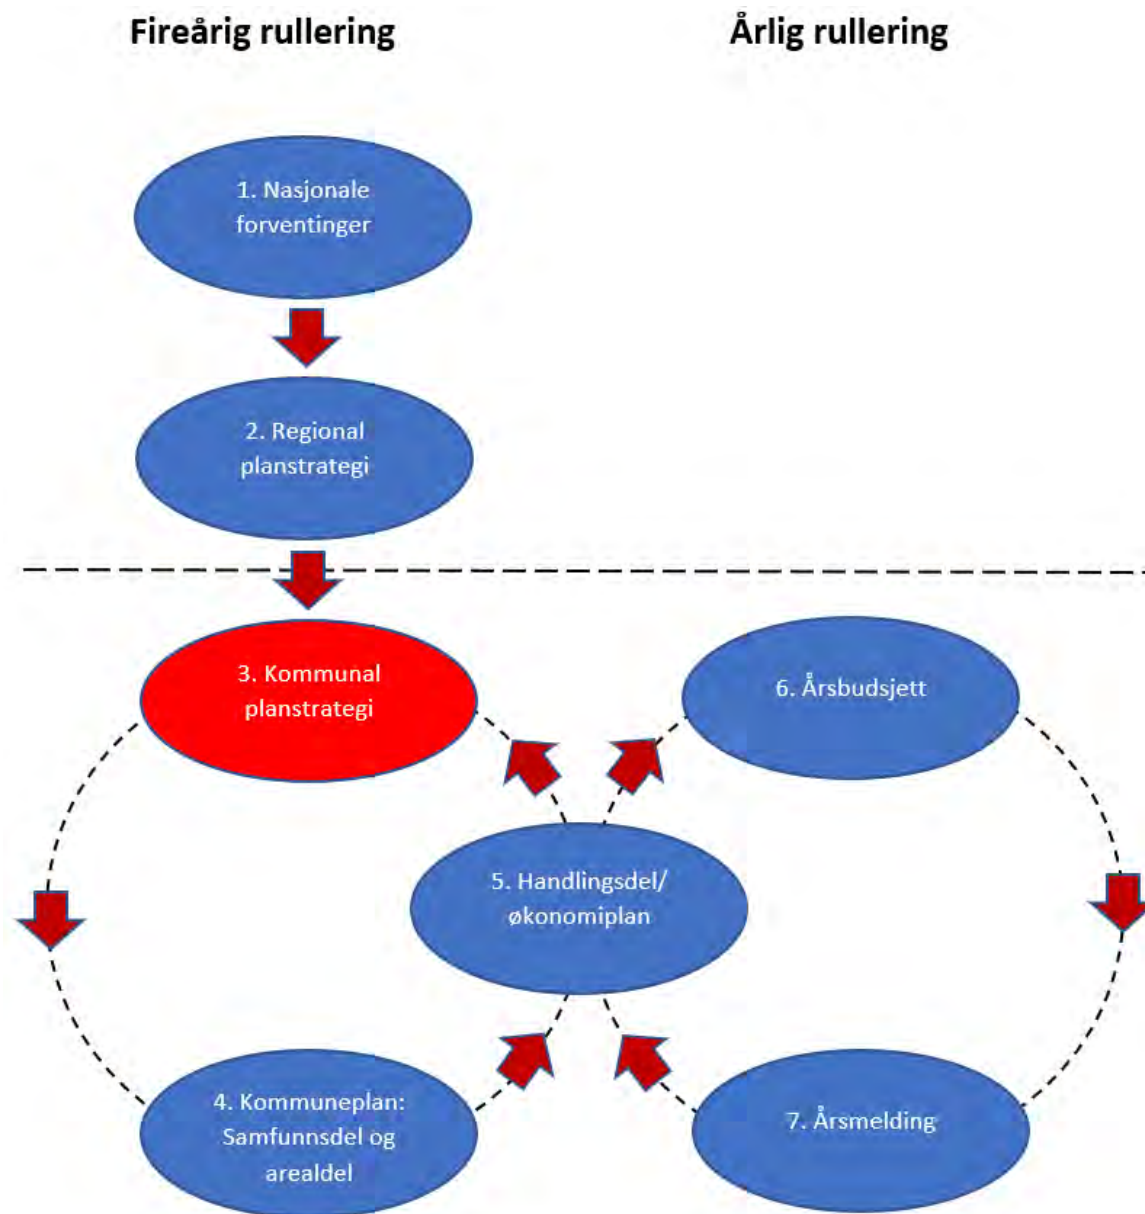 Fireårig rullering
Årlig rullering
1. Nasjonale
forventinger
2. Regional
planstrategi
3. Kommunal
planstrategi
6. Årsbudsjett
5. Handlingsdel/
økonomiplan
4. Kommuneplan:
Samfunnsdel og
arealdel
7. Årsmelding